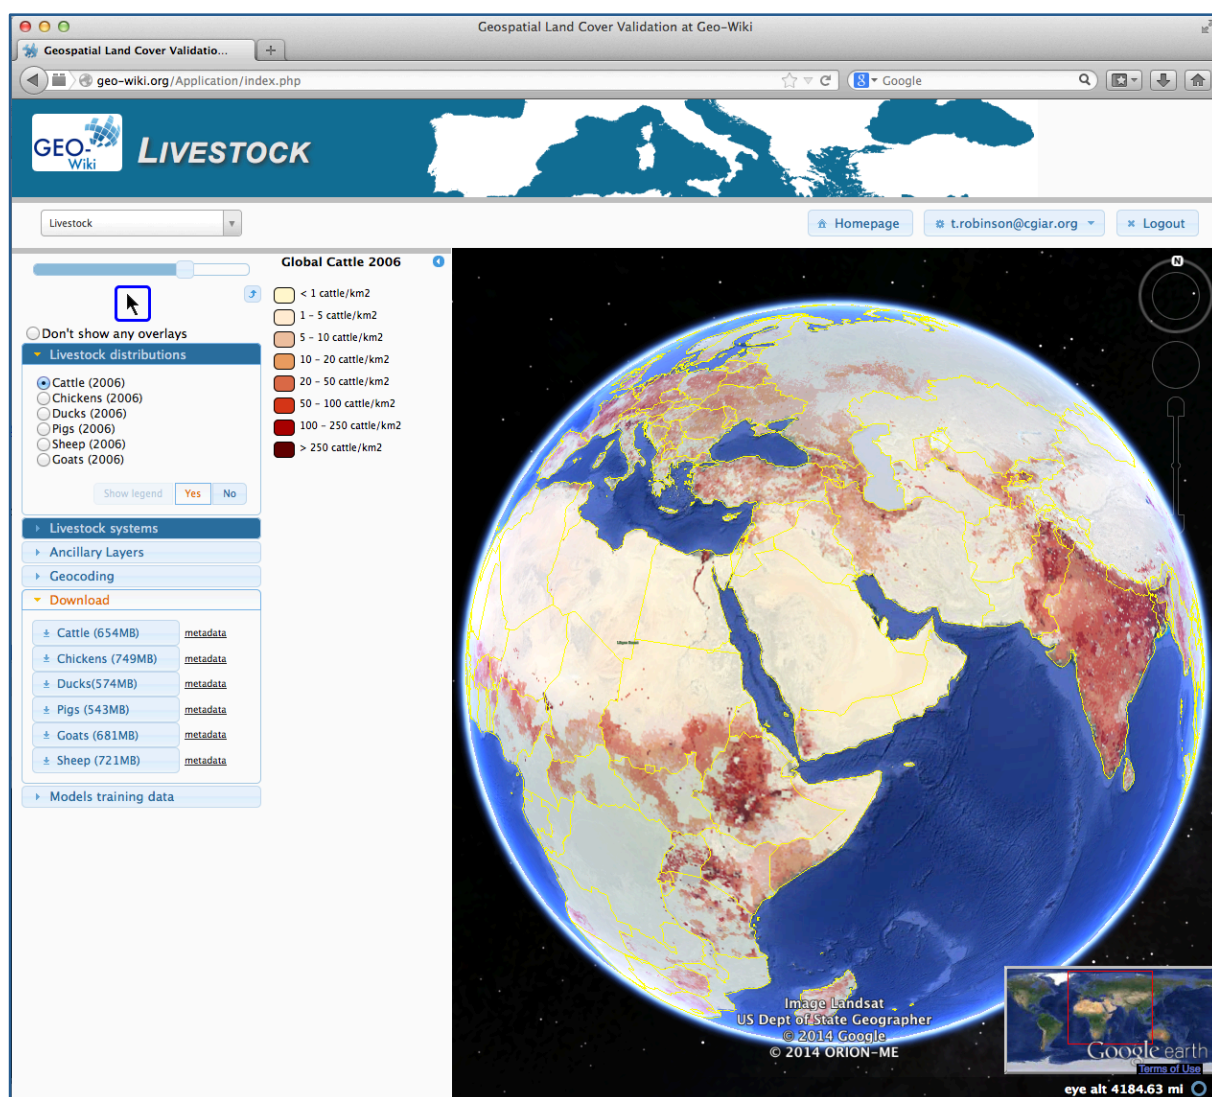 Geospatial Land Cover Validation at Geo-Wiki
Geospatial Land Cover Validatio...
geo-wiki.org/Application/index.php
Google
GEO-
Wiki
LIVESTOCK
Livestock
Homepage
t.robinson@cgiar.org
Logout
Don't show any overlays
Livestock distributions
Cattle (2006)
Chickens (2006)
Ducks (2006)
Pigs (2006)
Sheep (2006)
Goats (2006)
Show legend Yes No
Livestock systems
Ancillary Layers
Geocoding
Download
Cattle (654MB) metadata
Chickens (749MB) metadata
Ducks(574MB) metadata
Pigs (543MB) metadata
Goats (681MB) metadata
Sheep (721MB) metadata
Models training data
Global Cattle 2006
< 1 cattle/km2
1 - 5 cattle/km2
5 - 10 cattle/km2
10 - 20 cattle/km2
20 - 50 cattle/km2
50 - 100 cattle/km2
100 - 250 cattle/km2
> 250 cattle/km2
N
Image Landsat
US Dept of State Geographer
© 2014 Google
© 2014 ORION-ME
Google earth
Terms of Use
eye alt 4184.63 mi